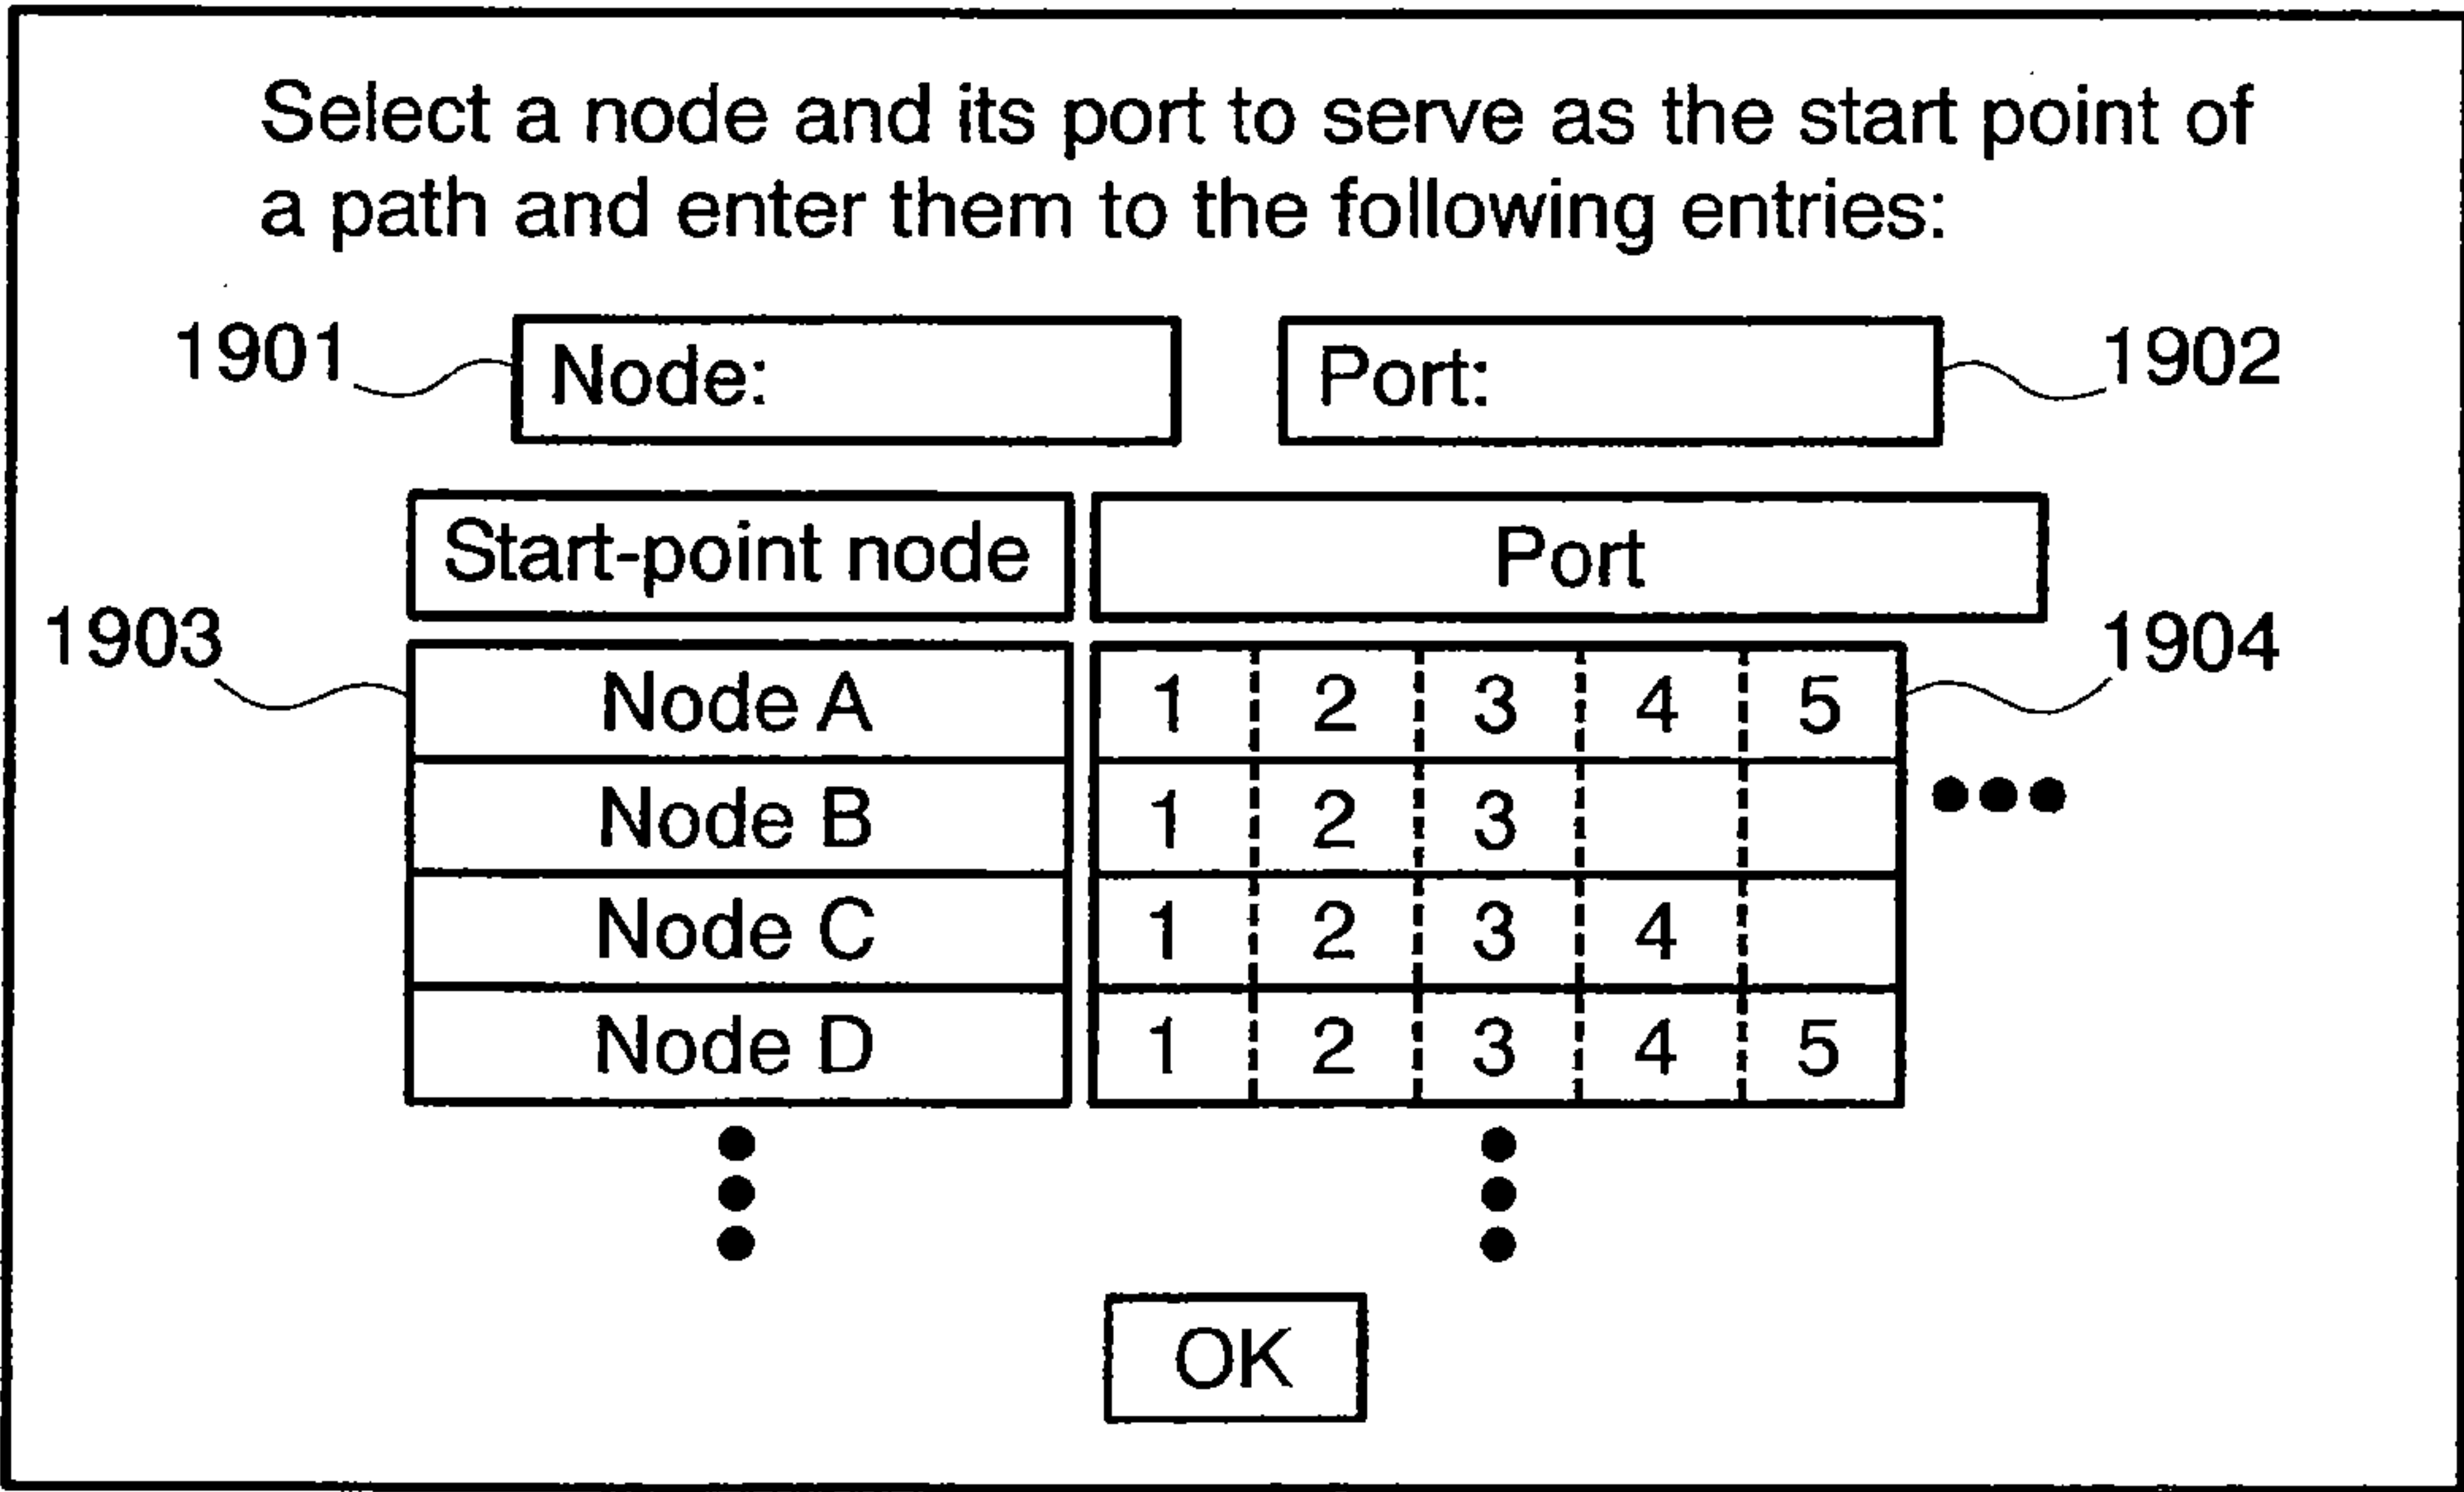 Select a node and its port to serve as the start point of
a path and enter them to the following entries:
1901 Node: Port: 1902
Start-point node Port
1903 1904
Node A 1 2 3 4 5
Node B 1 2 3
Node C 1 2 3 4
Node D 1 2 3 4 5
OK